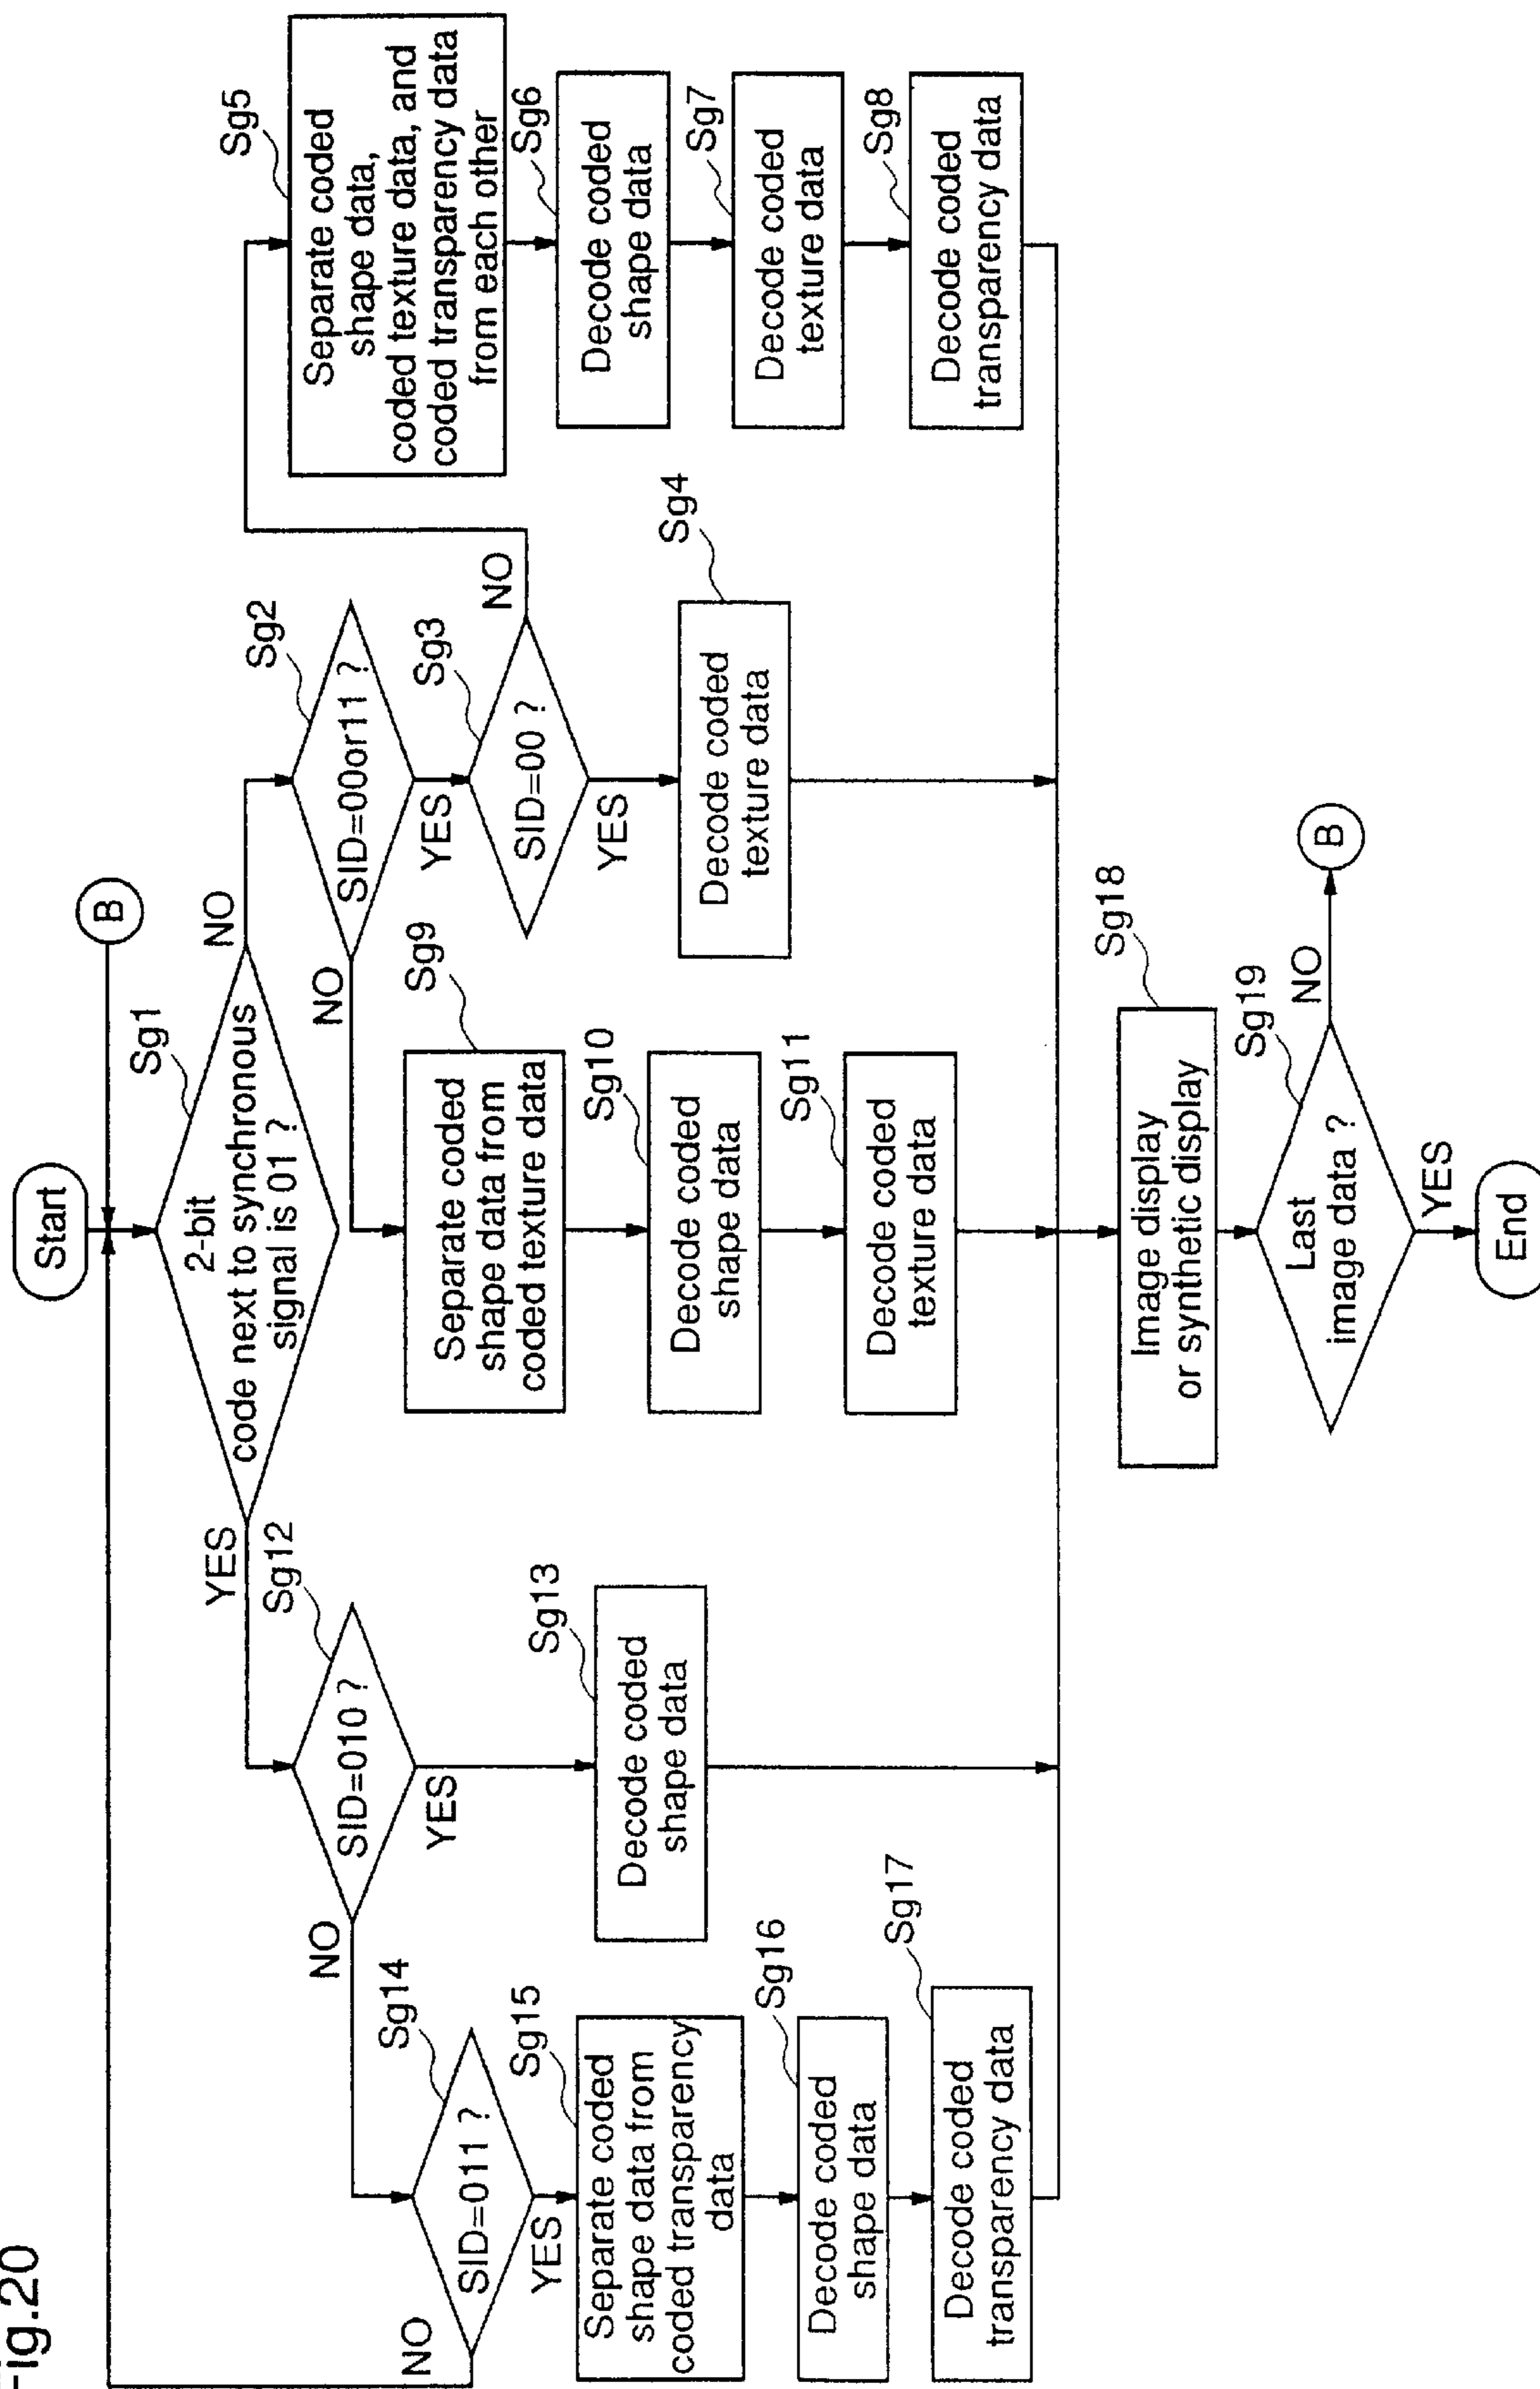 Fig.20
Start
B
Sg1
2-bit
code next to synchronous
signal is 01 ?
YES
NO
Sg12
SID=010 ?
NO
YES
Sg14
SID=011 ?
NO
YES
Sg15
Separate coded
shape data from
coded transparency
data
Sg16
Decode coded
shape data
Sg17
Decode coded
transparency data
Sg13
Decode coded
shape data
Sg2
SID=00or11 ?
NO
YES
Sg9
Separate coded
shape data from
coded texture data
Sg10
Decode coded
shape data
Sg11
Decode coded
texture data
Sg3
SID=00 ?
NO
YES
Sg4
Decode coded
texture data
Sg5
Separate coded
shape data,
coded texture data, and
coded transparency data
from each other
Sg6
Decode coded
shape data
Sg7
Decode coded
texture data
Sg8
Decode coded
transparency data
Sg18
Image display
or synthetic display
Sg19
Last
image data ?
NO
B
YES
End